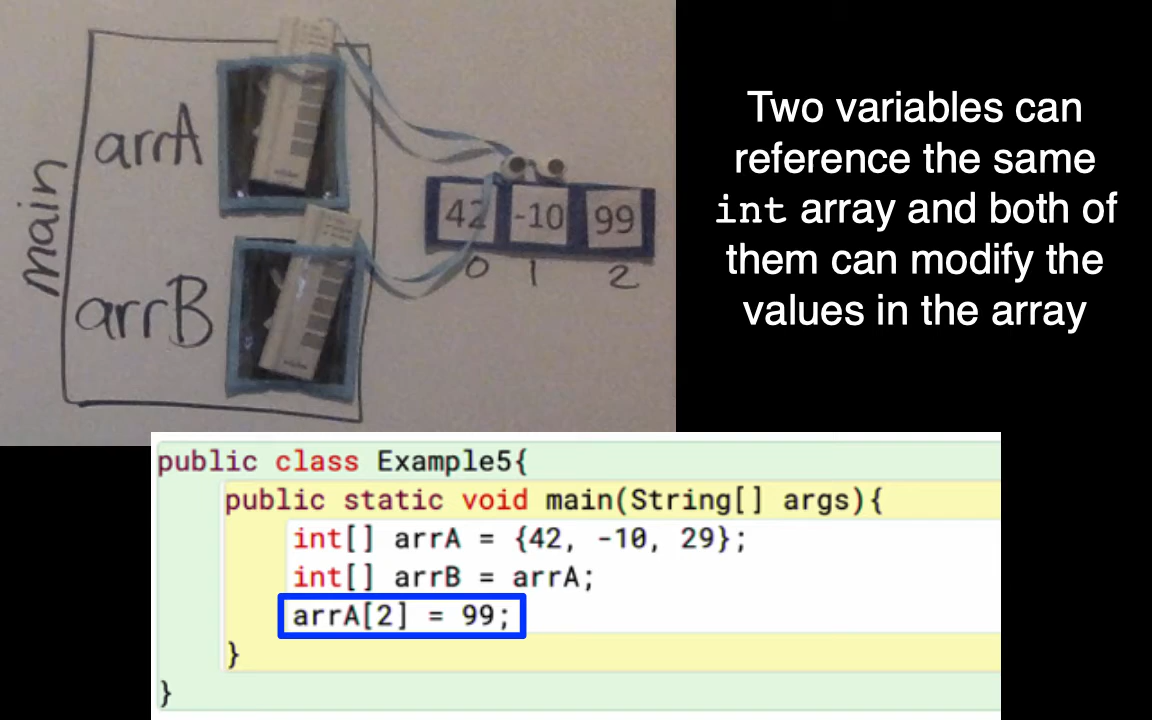 main
arrA
arrB
42 -10 99
0 1 2
Two variables can
reference the same
int array and both of
them can modify the
values in the array
public class Example5{
public static void main(String[] args){
int[] arrA = {42, -10, 29};
int[] arrB = arrA;
arrA[2] = 99;
}
}